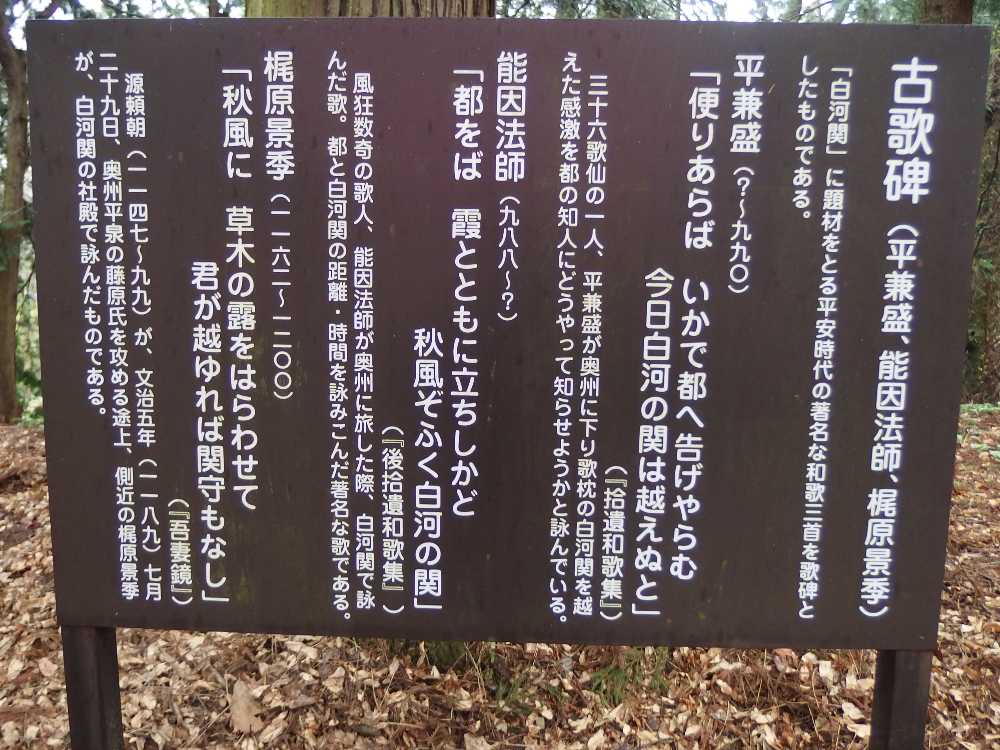 古歌碑（平兼盛、能因法師、梶原景季）
「白河関」に題材をとる平安時代の著名な和歌三首を歌碑と
したものである。
平兼盛（？〜九九〇）
「便りあらば　いかで都へ告げやらむ
今日白河の関は越えぬと」
（『拾遺和歌集』）
三十六歌仙の一人、平兼盛が奥州に下り歌枕の白河関を越
えた感激を都の知人にどうやって知らせようかと詠んでいる。
能因法師（九八八〜？）
「都をば　霞とともに立ちしかど
秋風ぞふく白河の関」
（『後拾遺和歌集』）
風狂数奇の歌人、能因法師が奥州に旅した際、白河関で詠
んだ歌。都と白河関の距離・時間を詠みこんだ著名な歌である。
梶原景季（一一六二〜一二〇〇）
「秋風に　草木の露をはらわせて
君が越ゆれば関守もなし」
（『吾妻鏡』）
源頼朝（一一四七〜九九）が、文治五年（一一八九）七月
二十九日、奥州平泉の藤原氏を攻める途上、側近の梶原景季
が、白河関の社殿で詠んだものである。